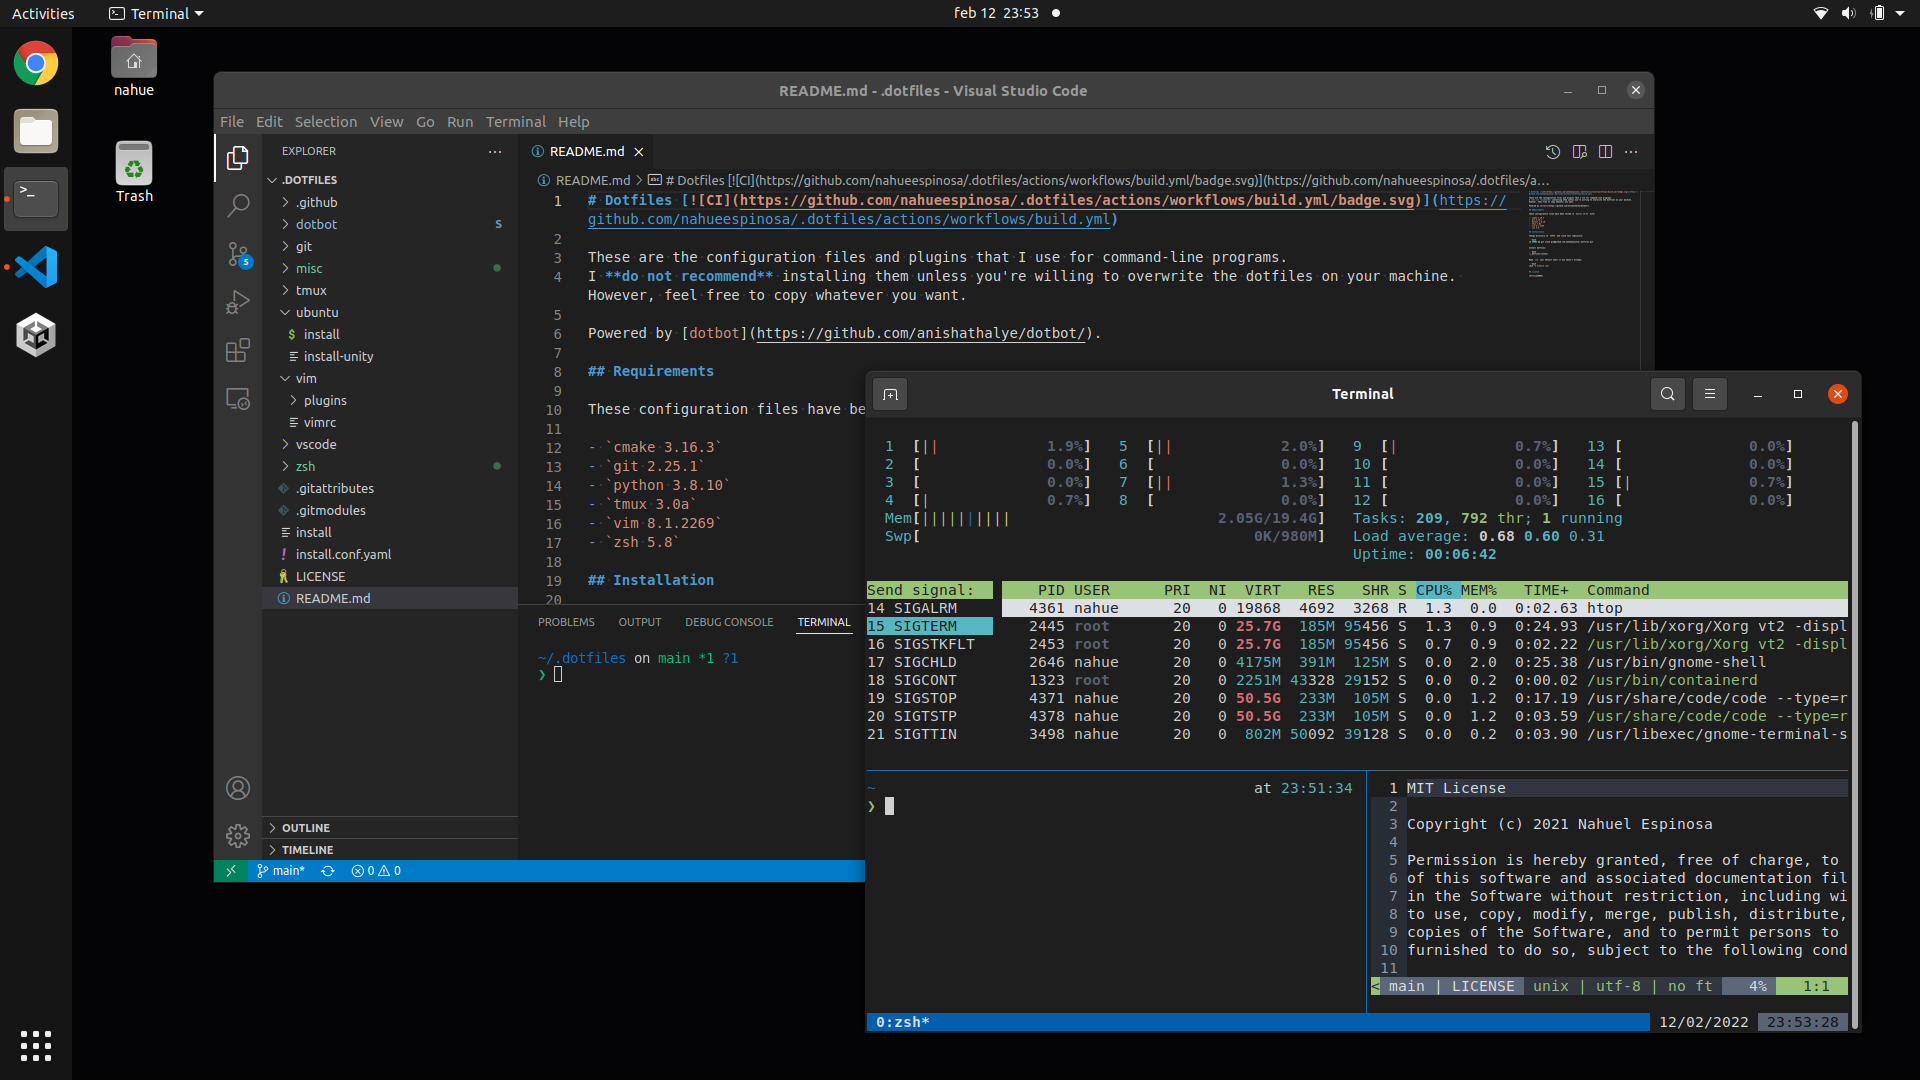 Activities
Terminal
feb 12 23:53
nahue
Trash
README.md - .dotfiles - Visual Studio Code
File Edit Selection View Go Run Terminal Help
EXPLORER
.DOTFILES
.github
dotbot S
git
misc
tmux
ubuntu
$ install
install-unity
vim
plugins
vimrc
vscode
zsh
.gitattributes
.gitmodules
install
! install.conf.yaml
LICENSE
README.md
OUTLINE
TIMELINE
5
main*
0 0
README.md
README.md > # Dotfiles [![CI](https://github.com/nahueespinosa/.dotfiles/actions/workflows/build.yml/badge.svg)](https://github.com/nahueespinosa/.dotfiles/a...
1 # Dotfiles [![CI](https://github.com/nahueespinosa/.dotfiles/actions/workflows/build.yml/badge.svg)](https://
github.com/nahueespinosa/.dotfiles/actions/workflows/build.yml)
2
3 These are the configuration files and plugins that I use for command-line programs.
4 I **do not recommend** installing them unless you're willing to overwrite the dotfiles on your machine.
However, feel free to copy whatever you want.
5
6 Powered by [dotbot](https://github.com/anishathalye/dotbot/).
7
8 ## Requirements
9
10 These configuration files have be
11
12 - `cmake 3.16.3`
13 - `git 2.25.1`
14 - `python 3.8.10`
15 - `tmux 3.0a`
16 - `vim 8.1.2269`
17 - `zsh 5.8`
18
19 ## Installation
20
PROBLEMS OUTPUT DEBUG CONSOLE TERMINAL
~/.dotfiles on main *1 ?1
❯
Terminal
1 [|| 1.9%] 5 [|| 2.0%] 9 [| 0.7%] 13 [ 0.0%]
2 [ 0.0%] 6 [ 0.0%] 10 [ 0.0%] 14 [ 0.0%]
3 [ 0.0%] 7 [|| 1.3%] 11 [ 0.0%] 15 [| 0.7%]
4 [| 0.7%] 8 [ 0.0%] 12 [ 0.0%] 16 [ 0.0%]
Mem[|||||||||| 2.05G/19.4G] Tasks: 209, 792 thr; 1 running
Swp[ 0K/980M] Load average: 0.68 0.60 0.31
Uptime: 00:06:42
Send signal: PID USER PRI NI VIRT RES SHR S CPU% MEM% TIME+ Command
14 SIGALRM 4361 nahue 20 0 19868 4692 3268 R 1.3 0.0 0:02.63 htop
15 SIGTERM 2445 root 20 0 25.7G 185M 95456 S 1.3 0.9 0:24.93 /usr/lib/xorg/Xorg vt2 -displ
16 SIGSTKFLT 2453 root 20 0 25.7G 185M 95456 S 0.7 0.9 0:02.22 /usr/lib/xorg/Xorg vt2 -displ
17 SIGCHLD 2646 nahue 20 0 4175M 391M 125M S 0.0 2.0 0:25.38 /usr/bin/gnome-shell
18 SIGCONT 1323 root 20 0 2251M 43328 29152 S 0.0 0.2 0:00.02 /usr/bin/containerd
19 SIGSTOP 4371 nahue 20 0 50.5G 233M 105M S 0.0 1.2 0:17.19 /usr/share/code/code --type=r
20 SIGTSTP 4378 nahue 20 0 50.5G 233M 105M S 0.0 1.2 0:03.59 /usr/share/code/code --type=r
21 SIGTTIN 3498 nahue 20 0 802M 50092 39128 S 0.0 0.2 0:03.90 /usr/libexec/gnome-terminal-s
~ at 23:51:34
❯
1 MIT License
2
3 Copyright (c) 2021 Nahuel Espinosa
4
5 Permission is hereby granted, free of charge, to
6 of this software and associated documentation fil
7 in the Software without restriction, including wi
8 to use, copy, modify, merge, publish, distribute,
9 copies of the Software, and to permit persons to
10 furnished to do so, subject to the following cond
11
< main | LICENSE unix | utf-8 | no ft 4% 1:1
0:zsh* 12/02/2022 23:53:28